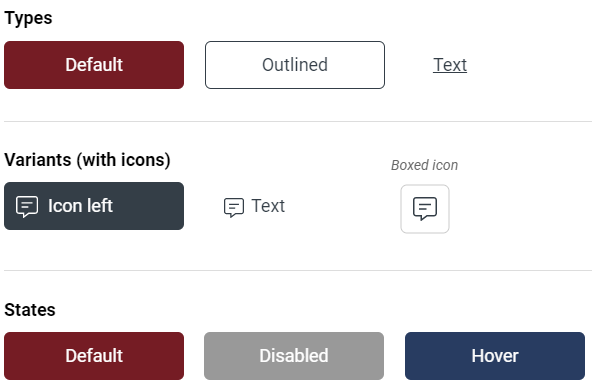 Types
Default
Outlined
Text
Variants (with icons)
Boxed icon
Icon left
Text
States
Default
Disabled
Hover